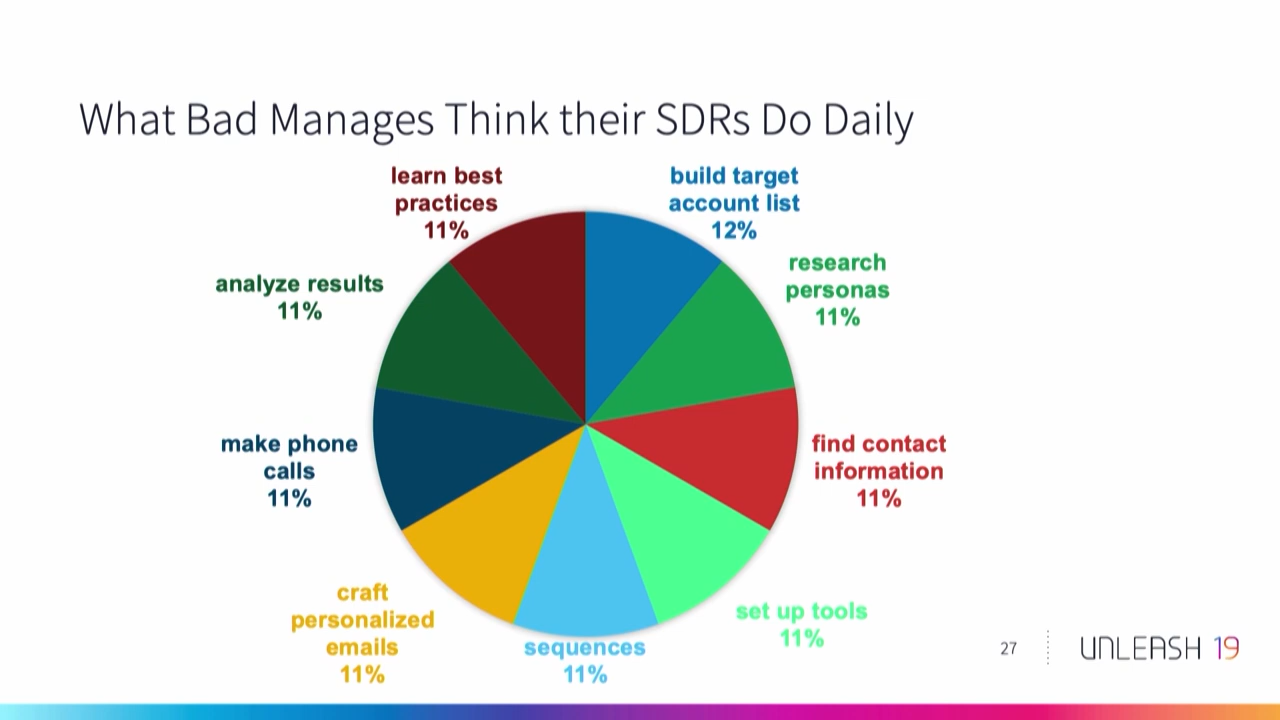 What Bad Manages Think their SDRs Do Daily
learn best
practices
11%
build target
account list
12%
research
personas
11%
analyze results
11%
find contact
information
11%
make phone
calls
11%
craft
personalized
emails
11%
sequences
11%
set up tools
11%
27
UNLEASH 19